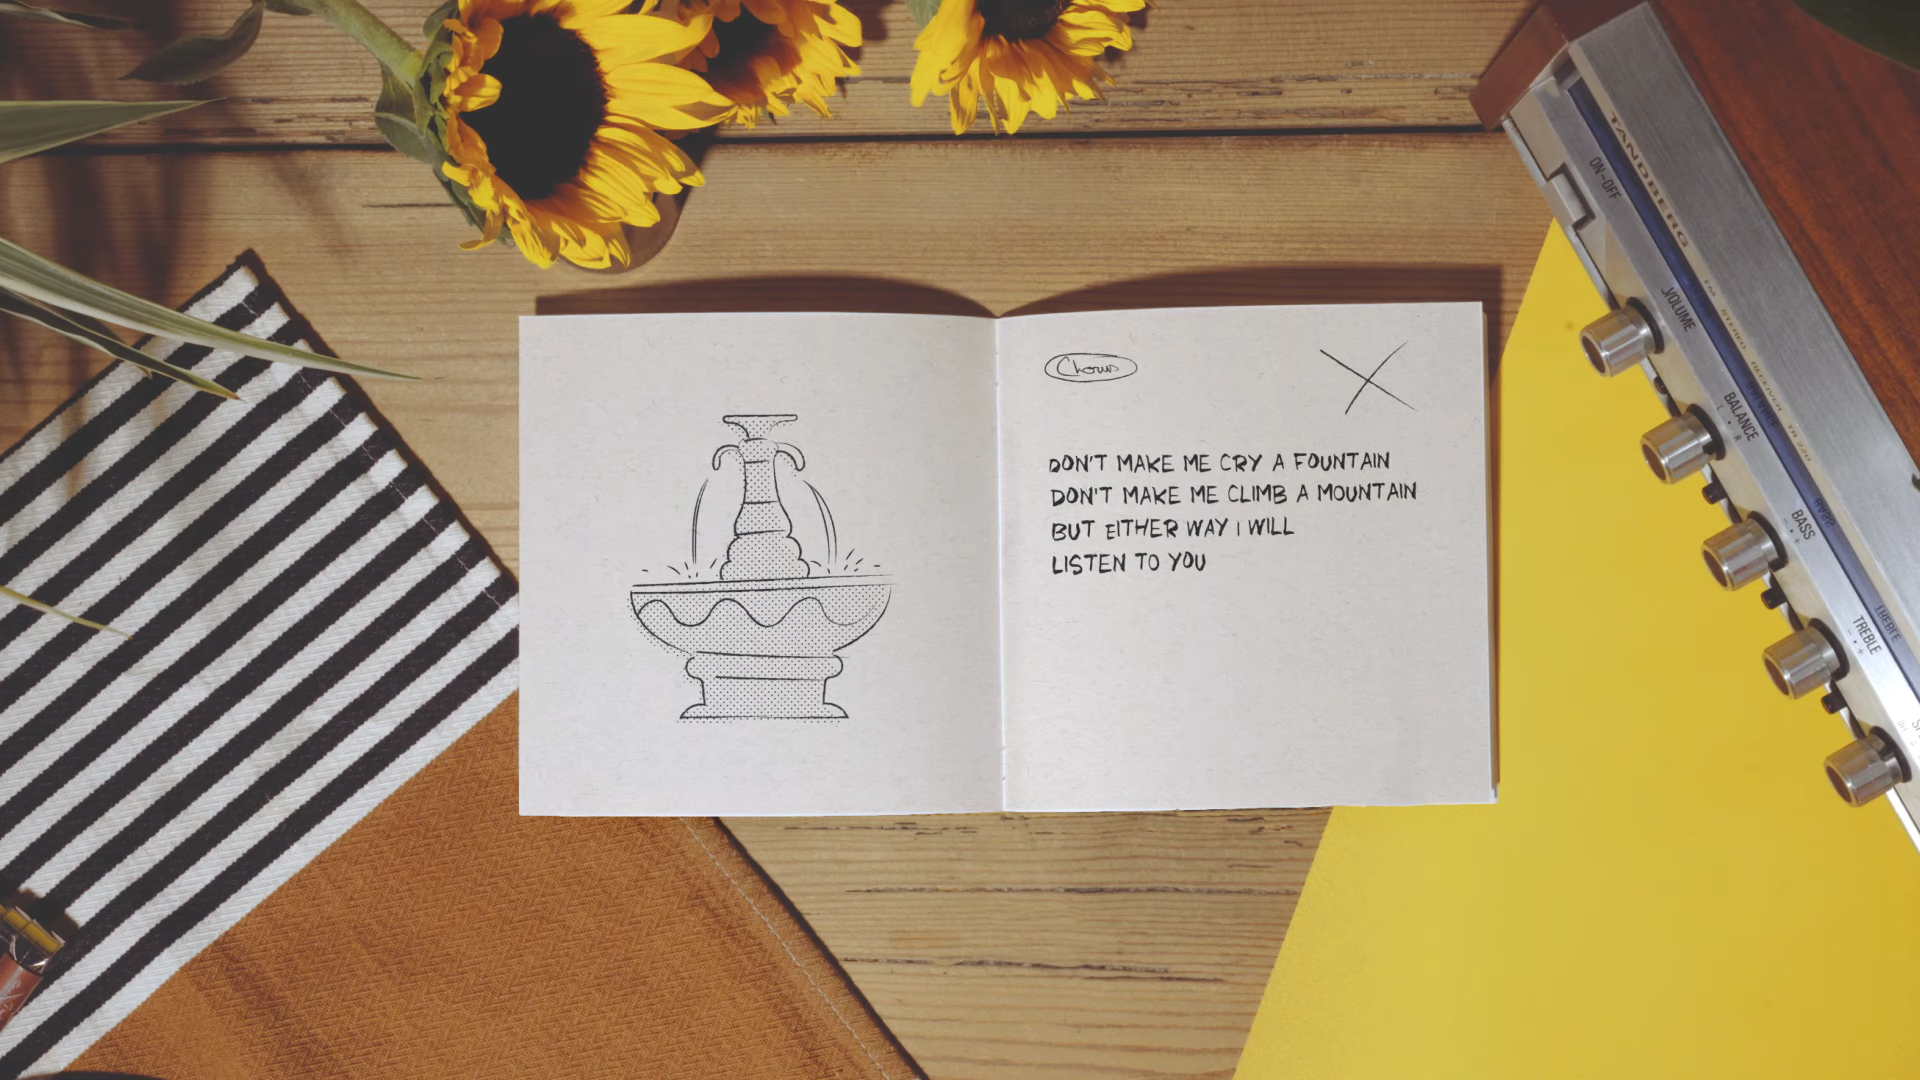 Chorus
DON'T MAKE ME CRY A FOUNTAIN
DON'T MAKE ME CLIMB A MOUNTAIN
BUT EITHER WAY I WILL
LISTEN TO YOU
TANDBERG
ON-OFF
VOLUME
BALANCE
BASS
TREBLE